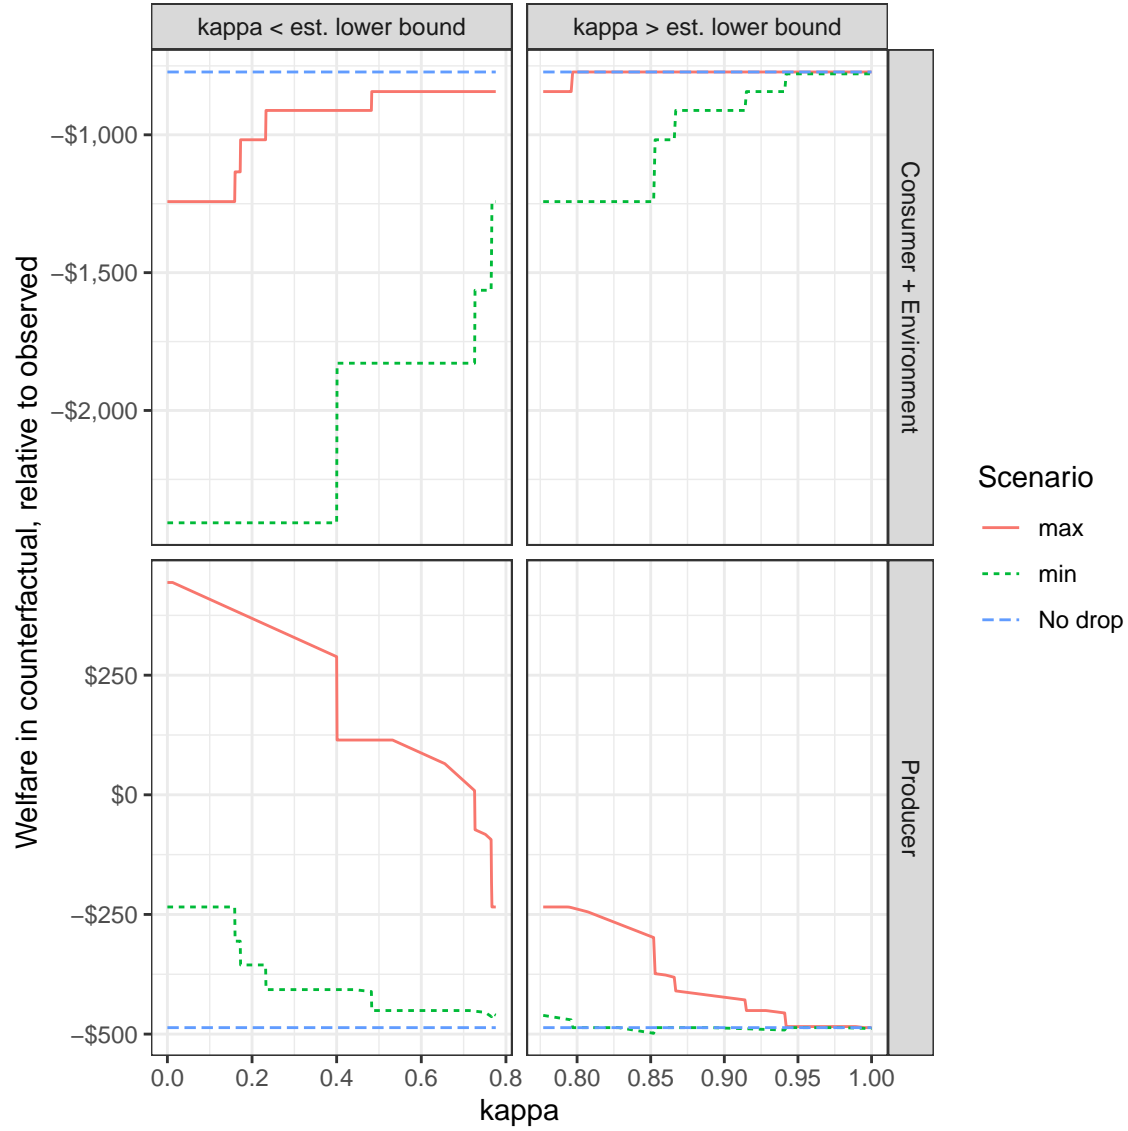 kappa < est. lower bound
kappa > est. lower bound
Welfare in counterfactual, relative to observed
−$1,000
−$1,500
−$2,000
Consumer + Environment
$250
$0
−$250
−$500
Producer
0.0 0.2 0.4 0.6 0.8
0.80 0.85 0.90 0.95 1.00
kappa
Scenario
max
min
No drop